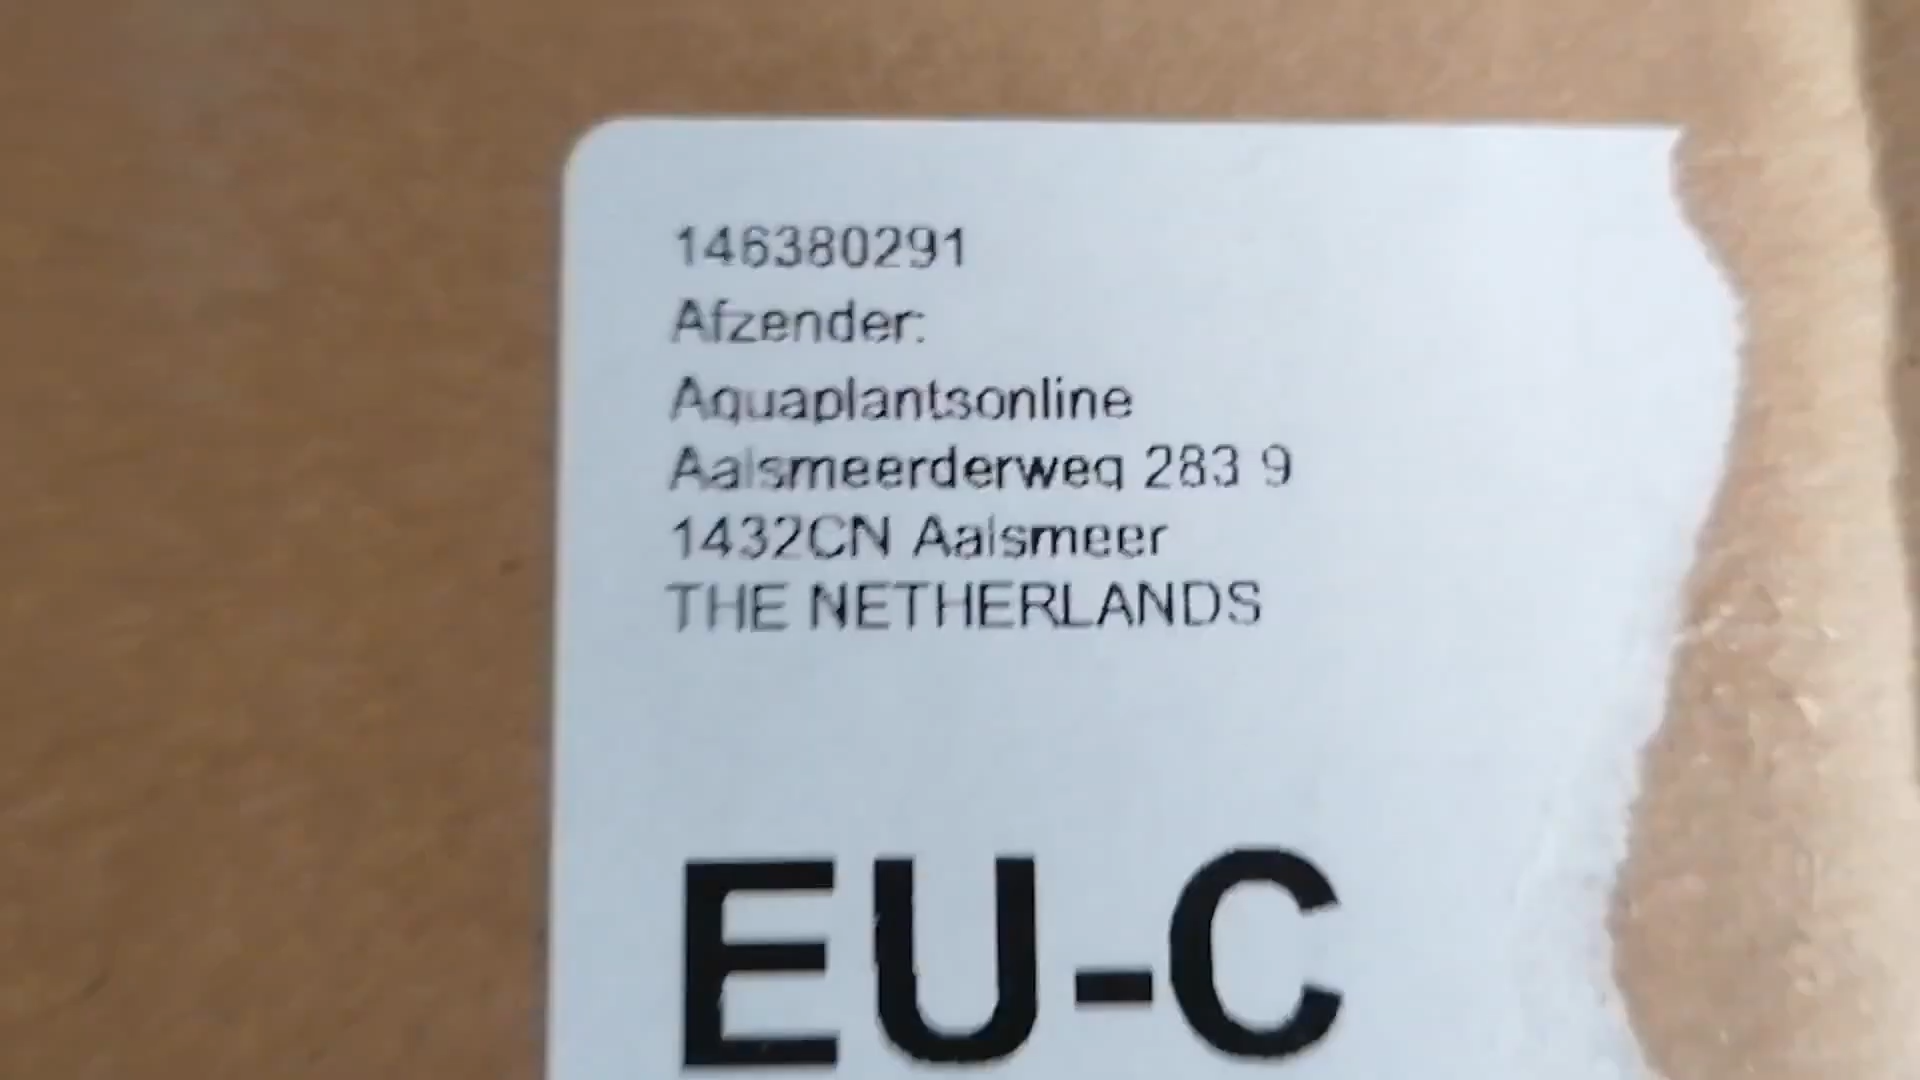 146380291
Afzender:
Aquaplantsonline
Aalsmeerderweg 283 9
1432CN Aalsmeer
THE NETHERLANDS
EU-C